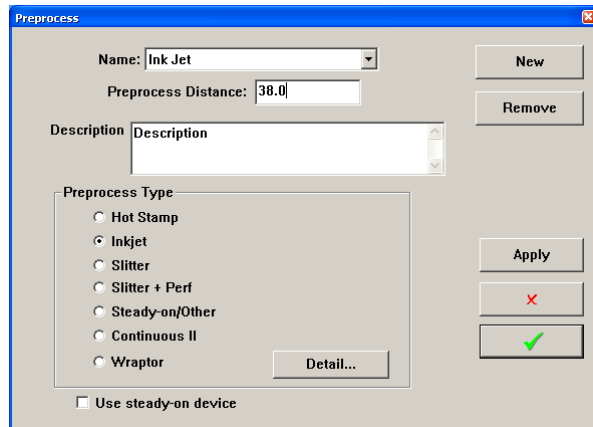 Preprocess
Name: Ink Jet
New
Preprocess Distance: 38.0
Remove
Description Description
Preprocess Type
Hot Stamp
Inkjet
Slitter
Apply
Slitter + Perf
Steady-on/Other
Continuous II
Wraptor
Detail...
Use steady-on device